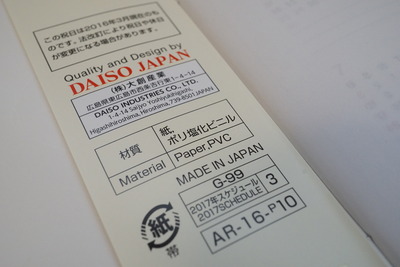 この祝日は2016年3月現在のも
のです。法改訂により祝日や休日
が変更になる場合があります。
Quality and Design by
DAISO JAPAN
(株)大創産業
広島県東広島市西条吉行東1-4-14
DAISO INDUSTRIES CO., LTD.
1-4-14 Saijyo Yoshiyukihigashi,
Higashihiroshima, Hiroshima, 739-8501, JAPAN
材質 紙
ポリ塩化ビニル
Material Paper,PVC
MADE IN JAPAN
G-99
2017年スケジュール 3
2017SCHEDULE
AR-16-P10
紙
帯